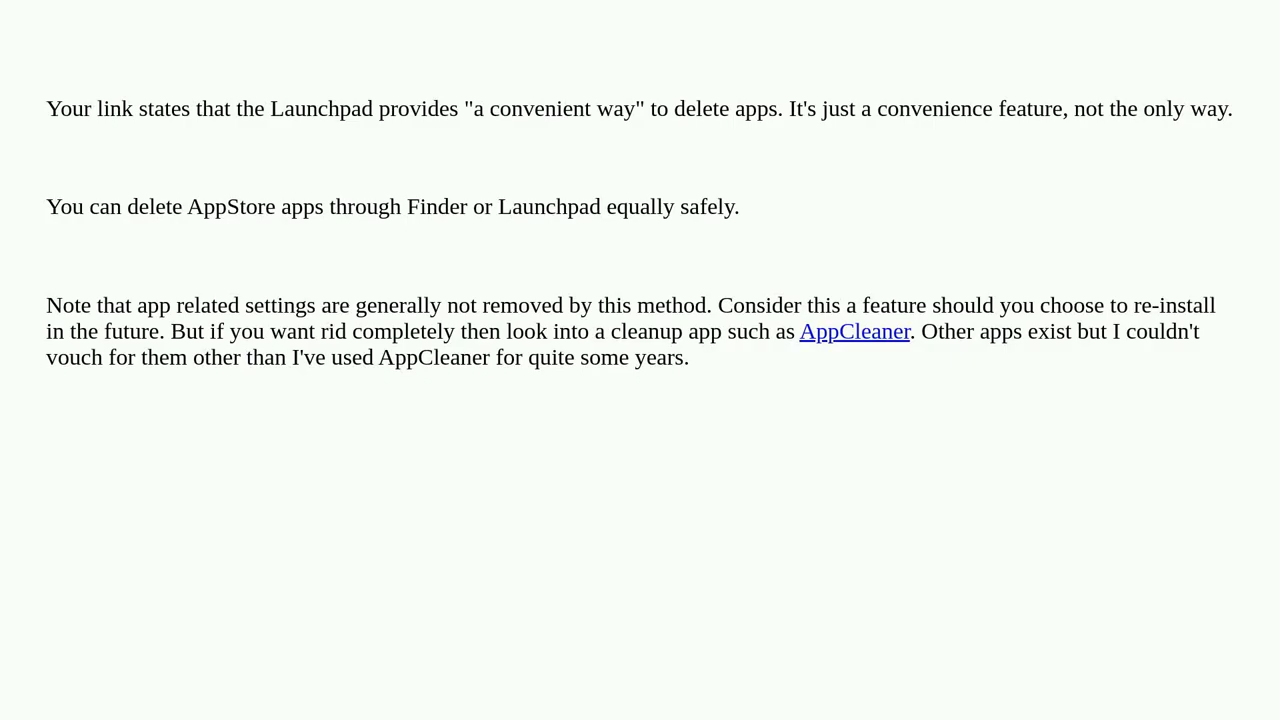 Your link states that the Launchpad provides "a convenient way" to delete apps. It's just a convenience feature, not the only way.
You can delete AppStore apps through Finder or Launchpad equally safely.
Note that app related settings are generally not removed by this method. Consider this a feature should you choose to re-install
in the future. But if you want rid completely then look into a cleanup app such as AppCleaner. Other apps exist but I couldn't
vouch for them other than I've used AppCleaner for quite some years.